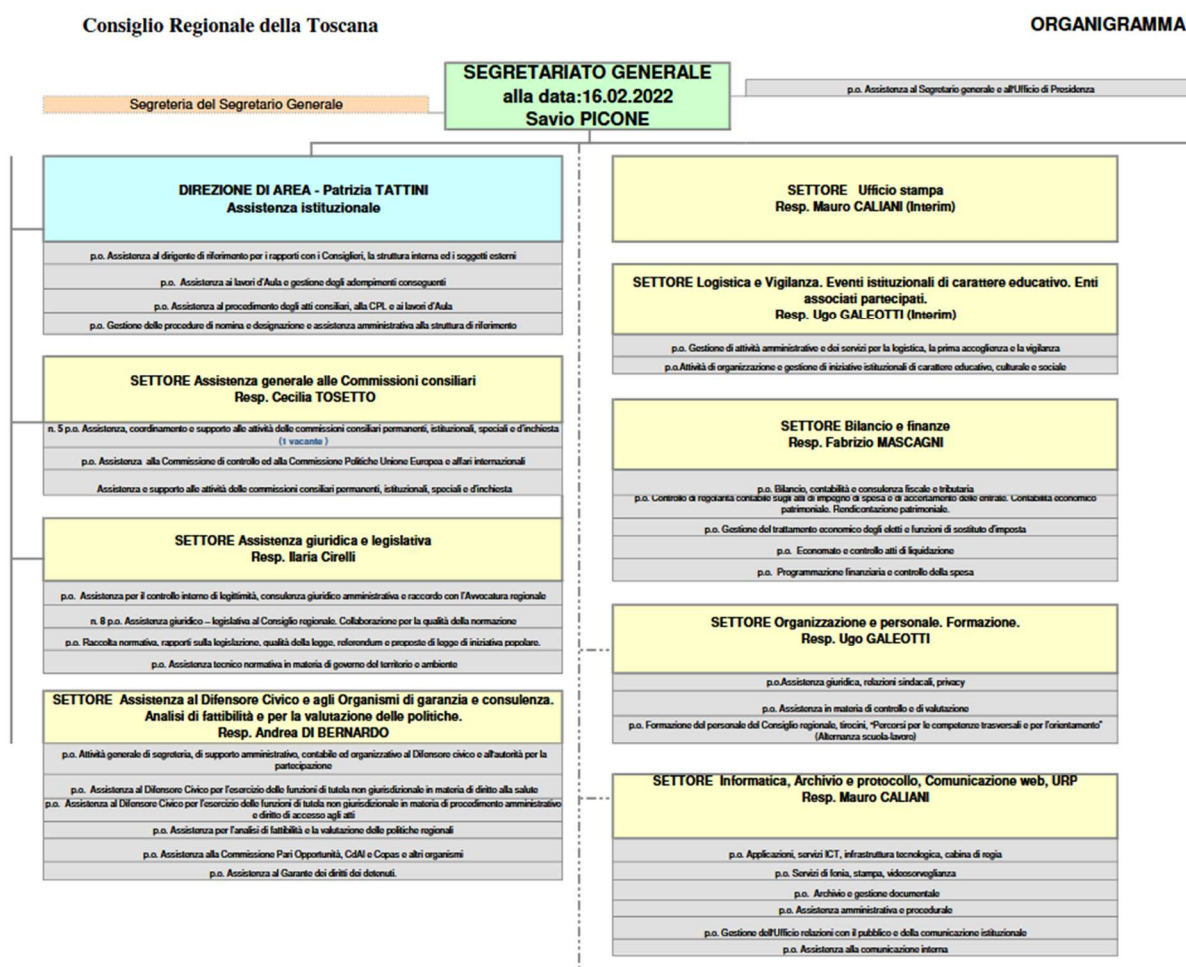 Consiglio Regionale della Toscana
ORGANIGRAMMA
SEGRETARIATO GENERALE
alla data:16.02.2022
Savio PICONE
Segreteria del Segretario Generale
p.o. Assistenza al Segretario generale e all'Ufficio di Presidenza
DIREZIONE DI AREA - Patrizia TATTINI
Assistenza istituzionale
p.o. Assistenza al dirigente di riferimento per i rapporti con i Consiglieri, la struttura interna ed i soggetti esterni
p.o. Assistenza ai lavori d'Aula e gestione degli adempimenti conseguenti
p.o. Assistenza al procedimento degli atti consiliari, alla CPL e ai lavori d'Aula
p.o. Gestione delle procedure di nomina e designazione e assistenza amministrativa alla struttura di riferimento
SETTORE Assistenza generale alle Commissioni consiliari
Resp. Cecilia TOSETTO
n. 5 p.o. Assistenza, coordinamento e supporto alle attività delle commissioni consiliari permanenti, istituzionali, speciali e d'inchiesta
(1 vacante )
p.o. Assistenza alla Commissione di controllo ed alla Commissione Politiche Unione Europea e affari internazionali
Assistenza e supporto alle attività delle commissioni consiliari permanenti, istituzionali, speciali e d'inchiesta
SETTORE Assistenza giuridica e legislativa
Resp. Ilaria Cirelli
p.o. Assistenza per il controllo interno di legittimità, consulenza giuridico amministrativa e raccordo con l'Avvocatura regionale
n. 8 p.o. Assistenza giuridico – legislativa al Consiglio regionale. Collaborazione per la qualità della normazione
p.o. Raccolta normativa, rapporti sulla legislazione, qualità della legge, referendum e proposte di legge di iniziativa popolare.
p.o. Assistenza tecnico normativa in materia di governo del territorio e ambiente
SETTORE Assistenza al Difensore Civico e agli Organismi di garanzia e consulenza.
Analisi di fattibilità e per la valutazione delle politiche.
Resp. Andrea DI BERNARDO
p.o. Attività generale di segreteria, di supporto amministrativo, contabile ed organizzativo al Difensore civico e all'autorità per la
partecipazione
p.o. Assistenza al Difensore Civico per l'esercizio delle funzioni di tutela non giurisdizionale in materia di diritto alla salute
p.o. Assistenza al Difensore Civico per l'esercizio delle funzioni di tutela non giurisdizionale in materia di procedimento amministrativo
e diritto di accesso agli atti
p.o. Assistenza per l'analisi di fattibilità e la valutazione delle politiche regionali
p.o. Assistenza alla Commissione Pari Opportunità, CdAl e Copas e altri organismi
p.o. Assistenza al Garante dei diritti dei detenuti.
SETTORE Ufficio stampa
Resp. Mauro CALIANI (Interim)
SETTORE Logistica e Vigilanza. Eventi istituzionali di carattere educativo. Enti
associati partecipati.
Resp. Ugo GALEOTTI (Interim)
p.o. Gestione di attività amministrative e dei servizi per la logistica, la prima accoglienza e la vigilanza
p.o.Attività di organizzazione e gestione di iniziative istituzionali di carattere educativo, culturale e sociale
SETTORE Bilancio e finanze
Resp. Fabrizio MASCAGNI
p.o. Bilancio, contabilità e consulenza fiscale e tributaria
p.o. Controllo di regolarità contabile sugli atti di impegno di spesa e di accertamento delle entrate. Contabilità economico
patrimoniale. Rendicontazione patrimoniale.
p.o. Gestione del trattamento economico degli eletti e funzioni di sostituto d'imposta
p.o. Economato e controllo atti di liquidazione
p.o. Programmazione finanziaria e controllo della spesa
SETTORE Organizzazione e personale. Formazione.
Resp. Ugo GALEOTTI
p.o.Assistenza giuridica, relazioni sindacali, privacy
p.o. Assistenza in materia di controllo e di valutazione
p.o. Formazione del personale del Consiglio regionale, tirocini, "Percorsi per le competenze trasversali e per l'orientamento"
(Alternanza scuola-lavoro)
SETTORE Informatica, Archivio e protocollo, Comunicazione web, URP
Resp. Mauro CALIANI
p.o. Applicazioni, servizi ICT, infrastruttura tecnologica, cabina di regia
p.o. Servizi di fonia, stampa, videosorveglianza
p.o. Archivio e gestione documentale
p.o. Assistenza amministrativa e procedurale
p.o. Gestione dell'Ufficio relazioni con il pubblico e della comunicazione istituzionale
p.o. Assistenza alla comunicazione interna